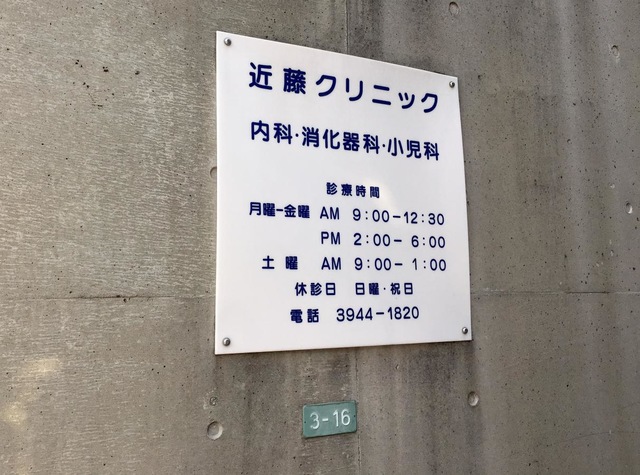 近藤クリニック
内科・消化器科・小児科
診療時間
月曜－金曜 AM 9:00－12:30
PM 2:00－6:00
土曜 AM 9:00－1:00
休診日 日曜・祝日
電話 3944－1820
3-16